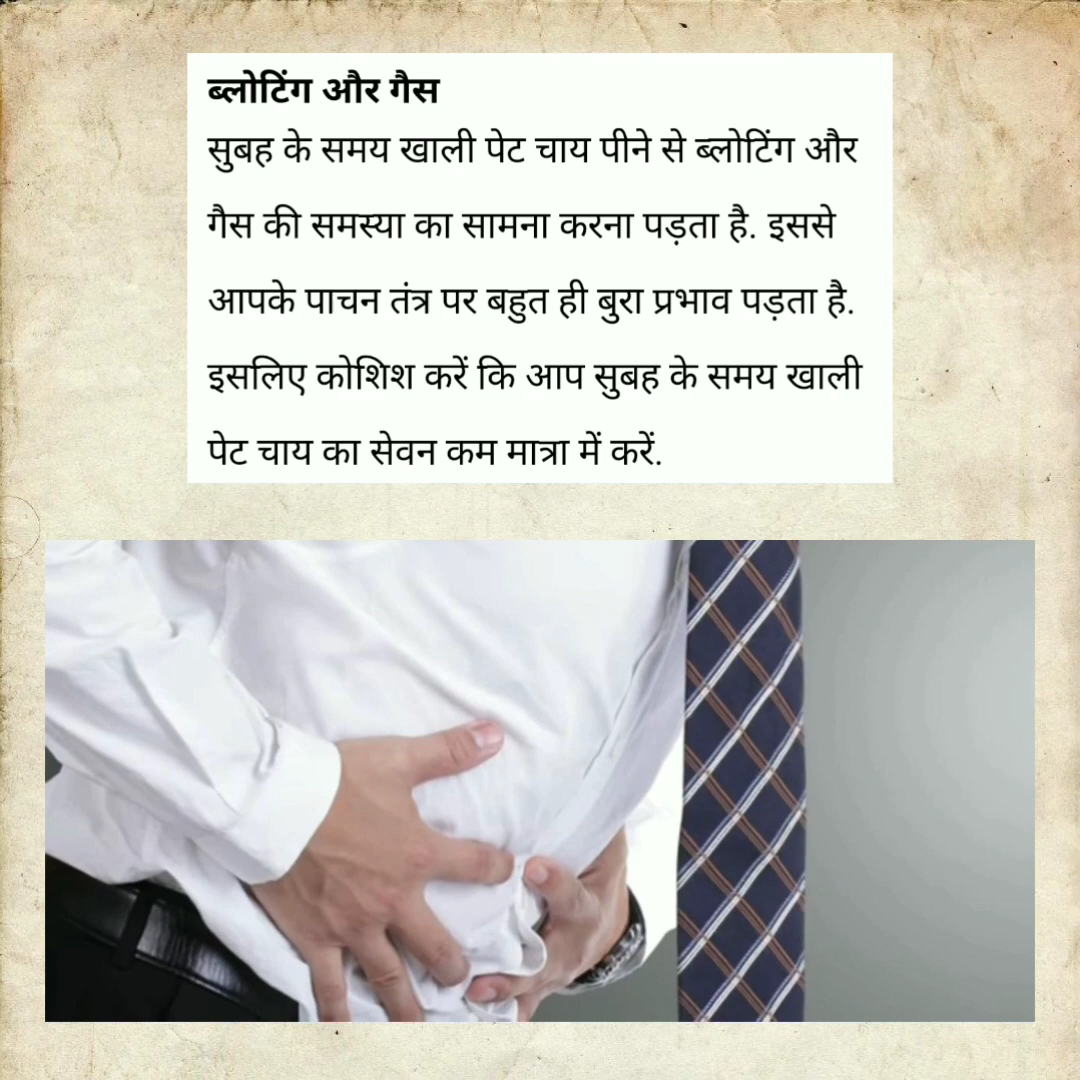 ब्लोटिंग और गैस
सुबह के समय खाली पेट चाय पीने से ब्लोटिंग और
गैस की समस्या का सामना करना पड़ता है. इससे
आपके पाचन तंत्र पर बहुत ही बुरा प्रभाव पड़ता है.
इसलिए कोशिश करें कि आप सुबह के समय खाली
पेट चाय का सेवन कम मात्रा में करें.